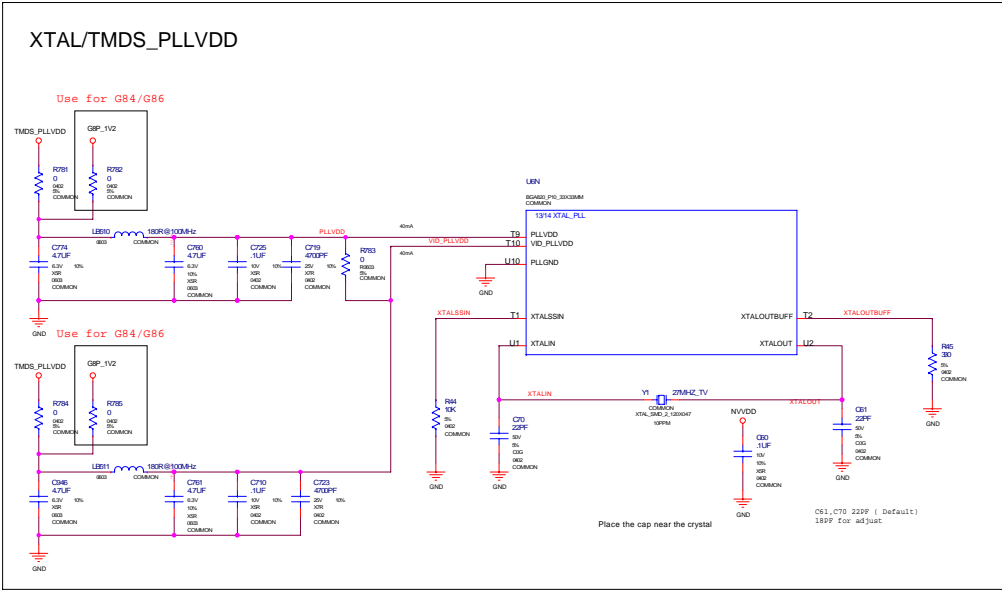 XTAL/TMDS_PLLVDD
Use for G84/G86
TMDS_PLLVDD
G8P_1V2
R781
0
0402
5%
COMMON
R782
0
0402
5%
COMMON
LB510
180R@100MHz
0603
COMMON
PLLVDD
40mA
VID_PLLVDD
40mA
C774
4.7UF
6.3V
10%
X5R
0603
COMMON
C760
4.7UF
6.3V
10%
X5R
0603
COMMON
C725
.1UF
10V
10%
X5R
0402
COMMON
C719
4700PF
25V
10%
X7R
0402
COMMON
R783
0
R0603
5%
COMMON
GND
Use for G84/G86
TMDS_PLLVDD
G8P_1V2
R784
0
0402
5%
COMMON
R785
0
0402
5%
COMMON
LB511
180R@100MHz
0603
COMMON
C946
4.7UF
6.3V
10%
X5R
0603
COMMON
C761
4.7UF
6.3V
10%
X5R
0603
COMMON
C710
.1UF
10V
10%
X5R
0402
COMMON
C723
4700PF
25V
10%
X7R
0402
COMMON
GND
U6N
BGA820_P10_33X33MM
COMMON
13/14 XTAL_PLL
T9
PLLVDD
T10
VID_PLLVDD
U10
PLLGND
GND
XTALSSIN
T1
XTALSSIN
XTALOUTBUFF
T2
XTALOUTBUFF
U1
XTALIN
XTALOUT
U2
R44
10K
5%
0402
COMMON
GND
XTALIN
C70
22PF
50V
5%
C0G
0402
COMMON
GND
Y1
27MHZ_TV
COMMON
XTAL_SMD_2_120X047
10PPM
XTALOUT
NVVDD
C60
.1UF
10V
10%
X5R
0402
COMMON
GND
C61
22PF
50V
5%
C0G
0402
COMMON
GND
R45
330
5%
0402
COMMON
GND
Place the cap near the crystal
C61,C70 22PF ( Default)
18PF for adjust